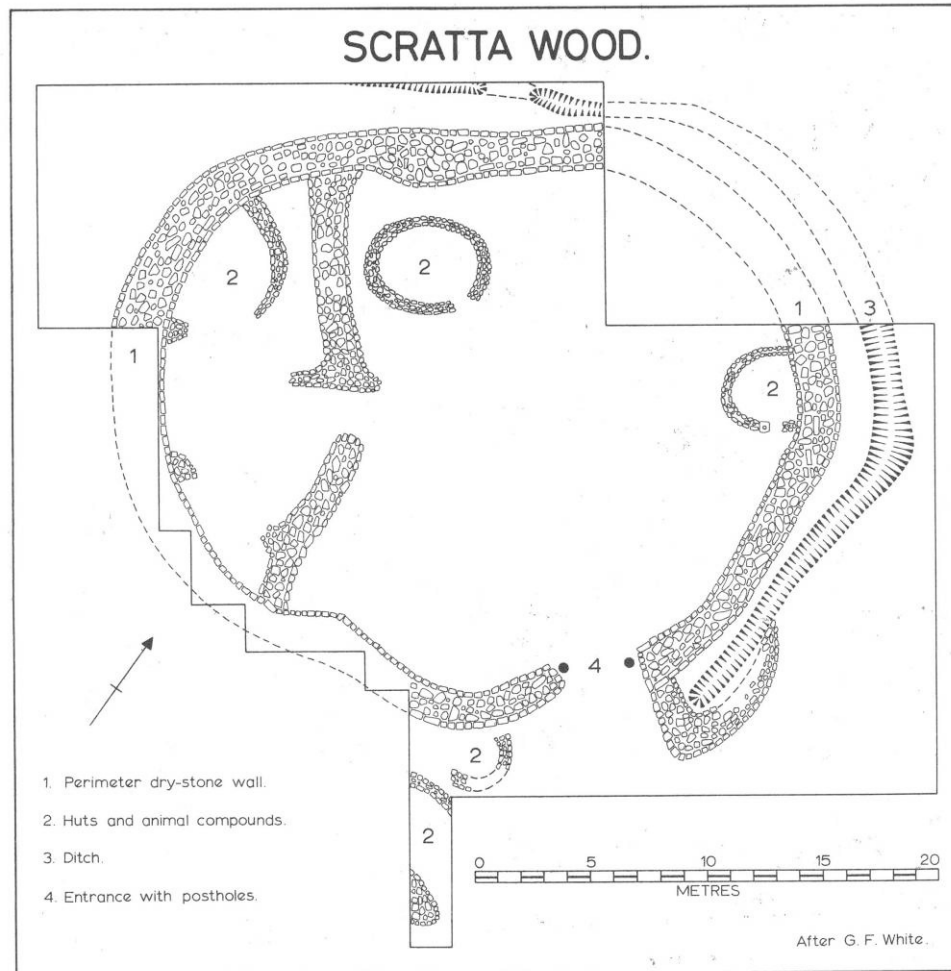 SCRATTA WOOD.
2
2
1
3
1
2
4
2
2
1. Perimeter dry-stone wall.
2. Huts and animal compounds.
3. Ditch.
4. Entrance with postholes.
0 5 10 15 20
METRES
After G. F. White.